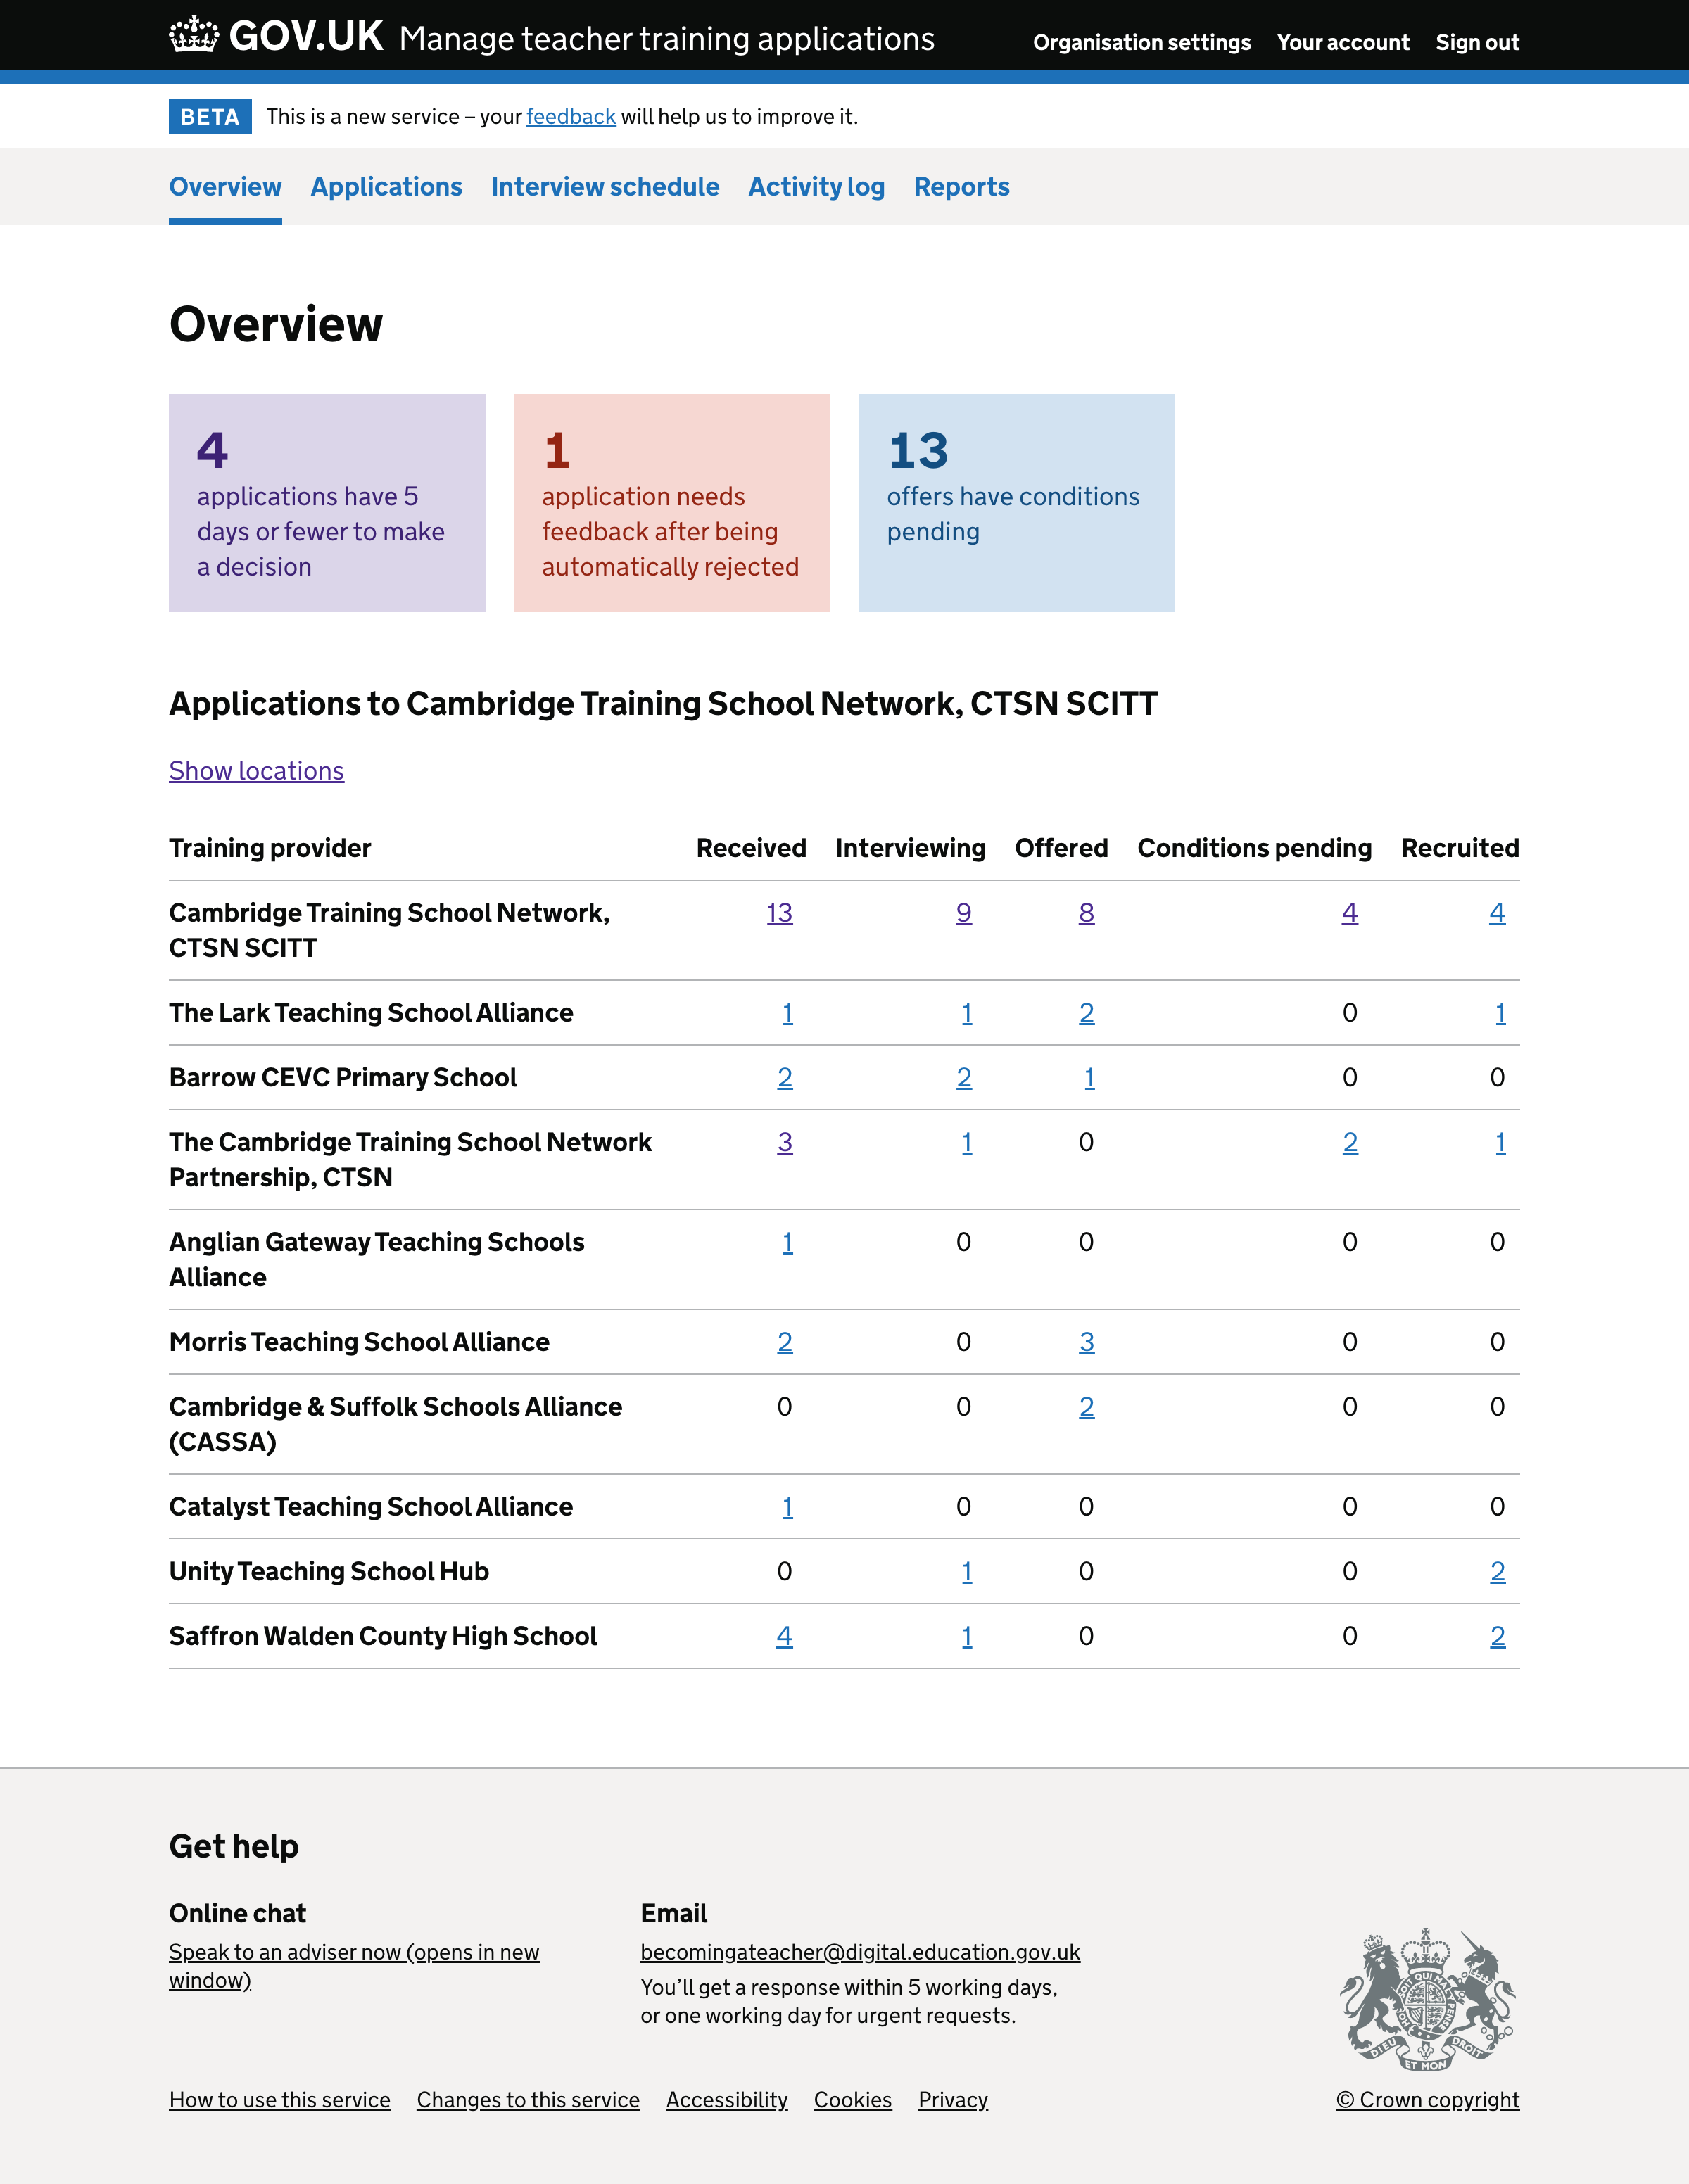 GOV.UK Manage teacher training applications Organisation settings Your account Sign out
BETA This is a new service – your feedback will help us to improve it.
Overview Applications Interview schedule Activity log Reports
Overview
4
applications have 5
days or fewer to make
a decision
1
application needs
feedback after being
automatically rejected
13
offers have conditions
pending
Applications to Cambridge Training School Network, CTSN SCITT
Show locations
Training provider Received Interviewing Offered Conditions pending Recruited
Cambridge Training School Network, 13 9 8 4 4
CTSN SCITT
The Lark Teaching School Alliance 1 1 2 0 1
Barrow CEVC Primary School 2 2 1 0 0
The Cambridge Training School Network 3 1 0 2 1
Partnership, CTSN
Anglian Gateway Teaching Schools 1 0 0 0 0
Alliance
Morris Teaching School Alliance 2 0 3 0 0
Cambridge & Suffolk Schools Alliance 0 0 2 0 0
(CASSA)
Catalyst Teaching School Alliance 1 0 0 0 0
Unity Teaching School Hub 0 1 0 0 2
Saffron Walden County High School 4 1 0 0 2
Get help
Online chat
Speak to an adviser now (opens in new
window)
Email
becomingateacher@digital.education.gov.uk
You’ll get a response within 5 working days,
or one working day for urgent requests.
DIEU ET MON DROIT
How to use this service Changes to this service Accessibility Cookies Privacy © Crown copyright